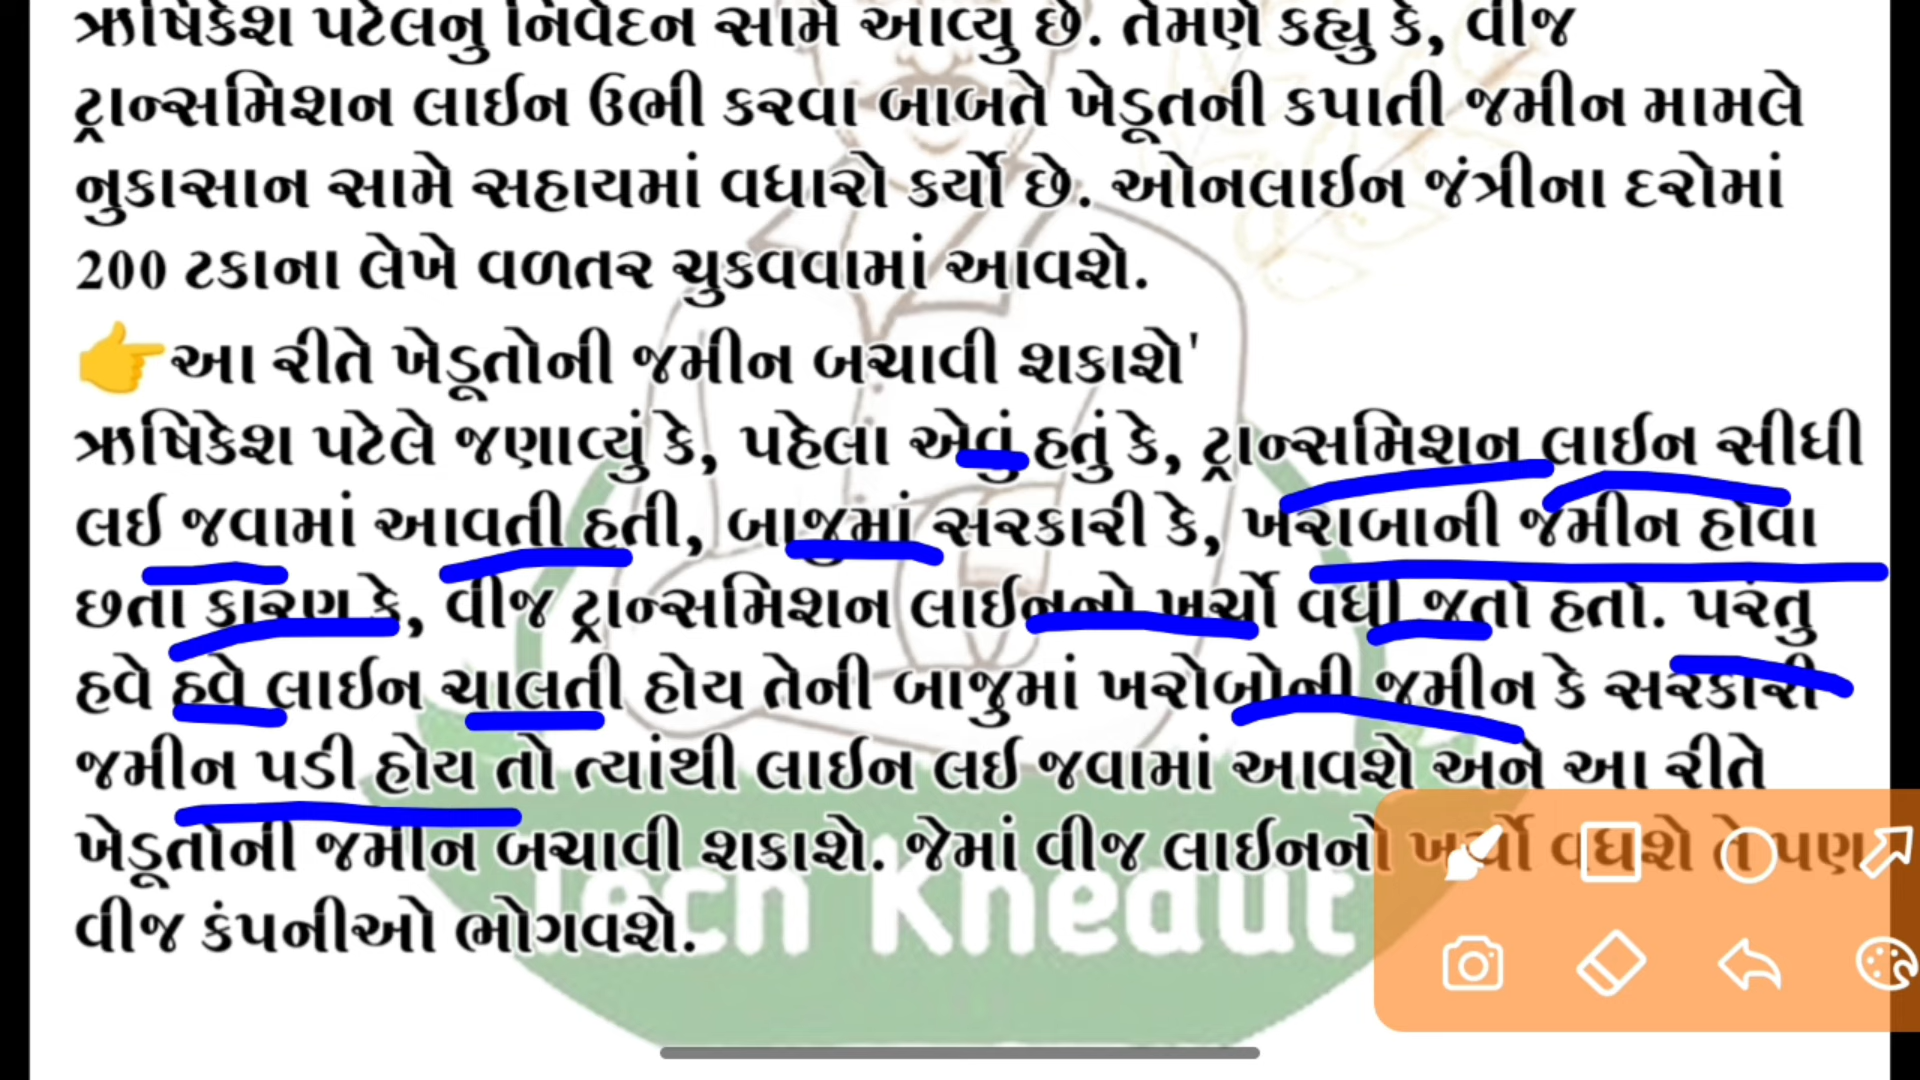 ઋષિકેશ પટેલનુ નિવેદન સામે આવ્યુ છે. તેમણે કહ્યુ કે, વીજ
ટ્રાન્સમિશન લાઈન ઉભી કરવા બાબતે ખેડૂતની કપાતી જમીન મામલે
નુકાસાન સામે સહાયમાં વધારો કર્યો છે. ઓનલાઈન જંત્રીના દરોમાં
200 ટકાના લેખે વળતર ચુકવવામાં આવશે.
👉આ રીતે ખેડૂતોની જમીન બચાવી શકાશે'
ઋષિકેશ પટેલે જણાવ્યું કે, પહેલા એવું હતું કે, ટ્રાન્સમિશન લાઈન સીધી
લઈ જવામાં આવતી હતી, બાજુમાં સરકારી કે, ખરાબાની જમીન હોવા
છતા કારણ કે, વીજ ટ્રાન્સમિશન લાઈનનો ખર્ચો વધી જતો હતો. પરંતુ
હવે હવે લાઈન ચાલતી હોય તેની બાજુમાં ખરોબોની જમીન કે સરકારી
જમીન પડી હોય તો ત્યાંથી લાઈન લઈ જવામાં આવશે અને આ રીતે
ખેડૂતોની જમીન બચાવી શકાશે. જેમાં વીજ લાઈનનો ખર્ચો વધશે તે પણ
વીજ કંપનીઓ ભોગવશે.
Tech Khedut